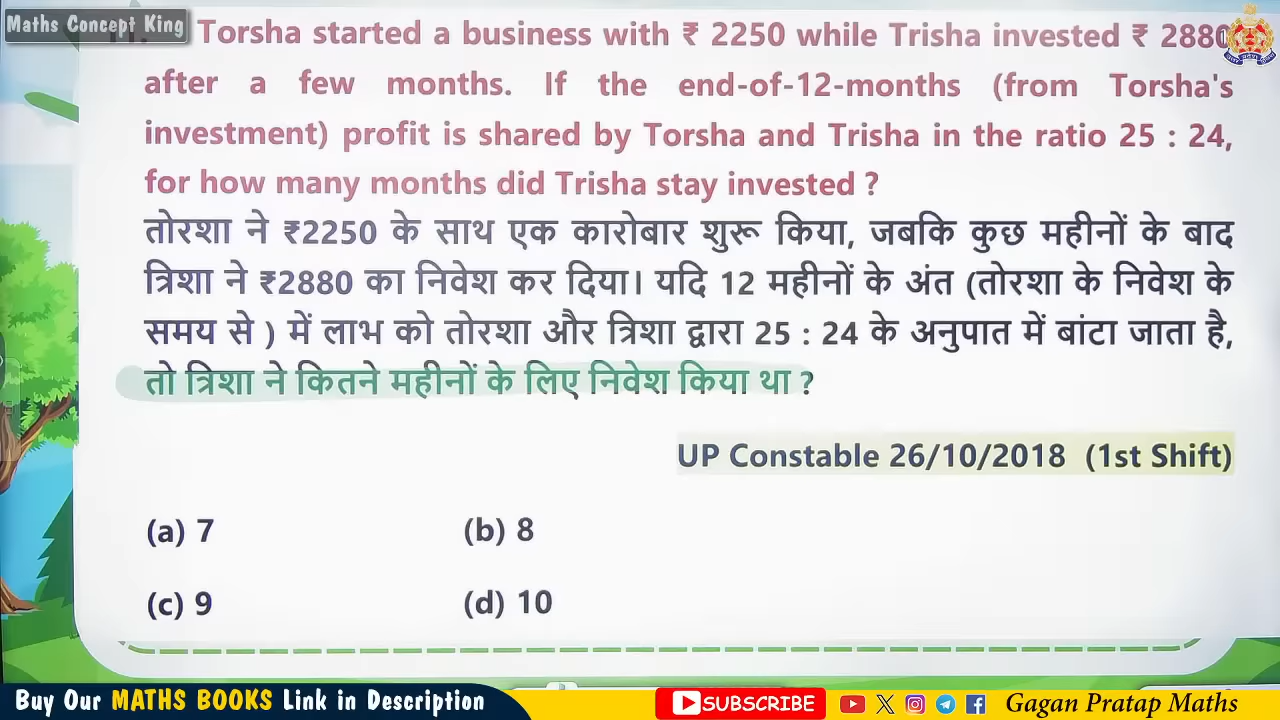 Maths Concept King
Torsha started a business with ₹ 2250 while Trisha invested ₹ 2880
after a few months. If the end-of-12-months (from Torsha's
investment) profit is shared by Torsha and Trisha in the ratio 25 : 24,
for how many months did Trisha stay invested ?
तोरशा ने ₹2250 के साथ एक कारोबार शुरू किया, जबकि कुछ महीनों के बाद
त्रिशा ने ₹2880 का निवेश कर दिया। यदि 12 महीनों के अंत (तोरशा के निवेश के
समय से ) में लाभ को तोरशा और त्रिशा द्वारा 25 : 24 के अनुपात में बांटा जाता है,
तो त्रिशा ने कितने महीनों के लिए निवेश किया था ?
UP Constable 26/10/2018 (1st Shift)
(a) 7 (b) 8
(c) 9 (d) 10
Buy Our MATHS BOOKS Link in Description SUBSCRIBE Gagan Pratap Maths